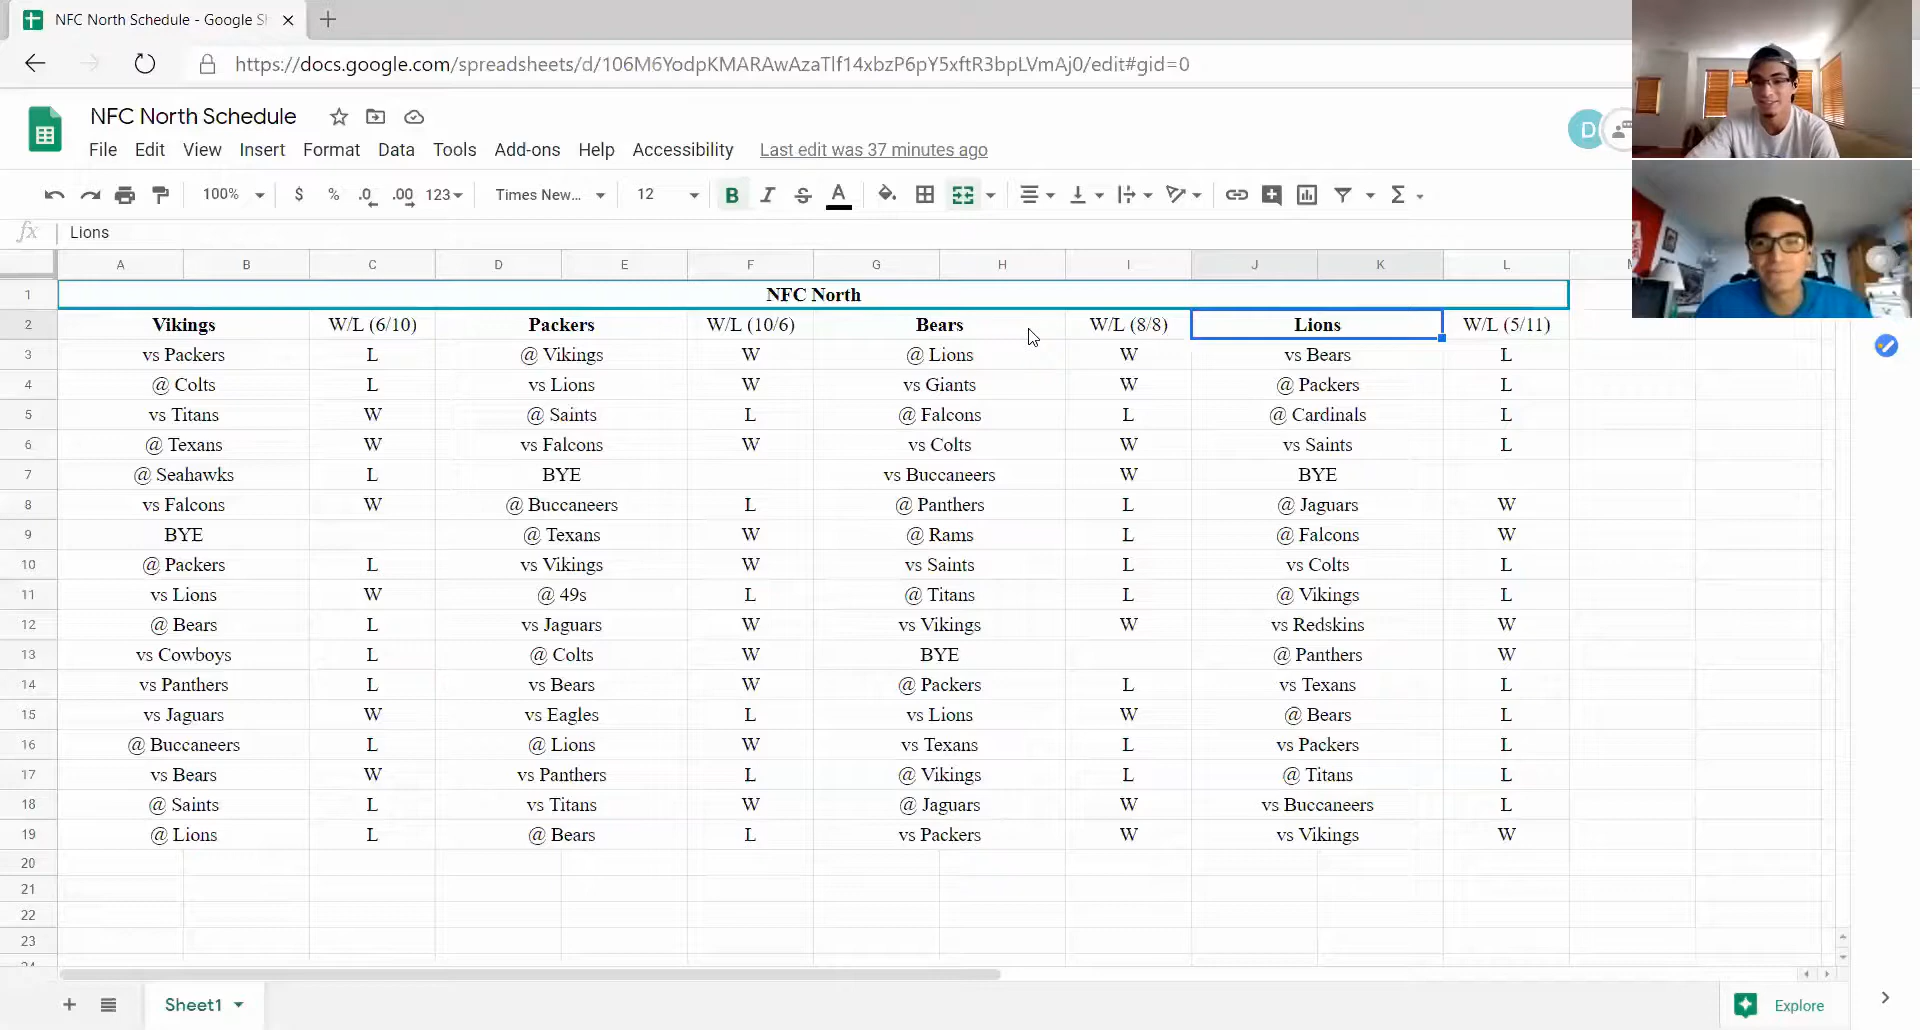 NFC North Schedule - Google S
https://docs.google.com/spreadsheets/d/106M6YodpKMARAwAzaTlf14xbzP6pY5xftR3bpLVmAj0/edit#gid=0
NFC North Schedule
File Edit View Insert Format Data Tools Add-ons Help Accessibility Last edit was 37 minutes ago
D
100% $ % .0 .00 123 Times New... 12 B I S A
fx Lions
A B C D E F G H I J K L
1 NFC North
2 Vikings W/L (6/10) Packers W/L (10/6) Bears W/L (8/8) Lions W/L (5/11)
3 vs Packers L @ Vikings W @ Lions W vs Bears L
4 @ Colts L vs Lions W vs Giants W @ Packers L
5 vs Titans W @ Saints L @ Falcons L @ Cardinals L
6 @ Texans W vs Falcons W vs Colts W vs Saints L
7 @ Seahawks L BYE vs Buccaneers W BYE
8 vs Falcons W @ Buccaneers L @ Panthers L @ Jaguars W
9 BYE @ Texans W @ Rams L @ Falcons W
10 @ Packers L vs Vikings W vs Saints L vs Colts L
11 vs Lions W @ 49s L @ Titans L @ Vikings L
12 @ Bears L vs Jaguars W vs Vikings W vs Redskins W
13 vs Cowboys L @ Colts W BYE @ Panthers W
14 vs Panthers L vs Bears W @ Packers L vs Texans L
15 vs Jaguars W vs Eagles L vs Lions W @ Bears L
16 @ Buccaneers L @ Lions W vs Texans L vs Packers L
17 vs Bears W vs Panthers L @ Vikings L @ Titans L
18 @ Saints L vs Titans W @ Jaguars W vs Buccaneers L
19 @ Lions L @ Bears L vs Packers W vs Vikings W
20
21
22
23
Sheet1
Explore